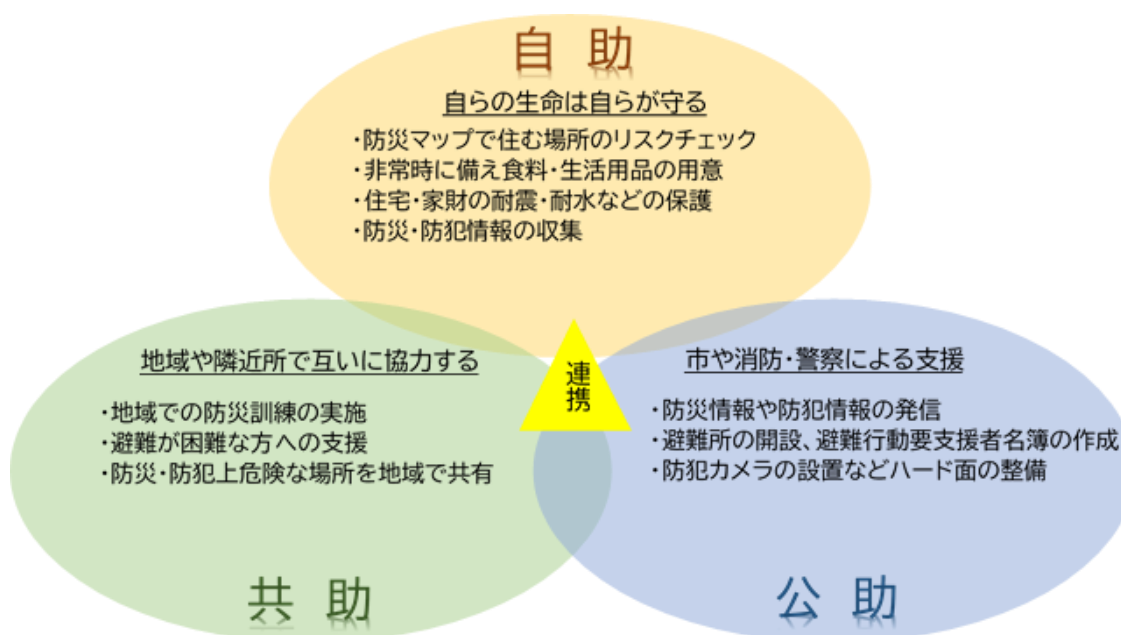 自 助
自らの生命は自らが守る
・防災マップで住む場所のリスクチェック
・非常時に備え食料・生活用品の用意
・住宅・家財の耐震・耐水などの保護
・防災・防犯情報の収集
連携
地域や隣近所で互いに協力する
・地域での防災訓練の実施
・避難が困難な方への支援
・防災・防犯上危険な場所を地域で共有
共 助
市や消防・警察による支援
・防災情報や防犯情報の発信
・避難所の開設、避難行動要支援者名簿の作成
・防犯カメラの設置などハード面の整備
公 助